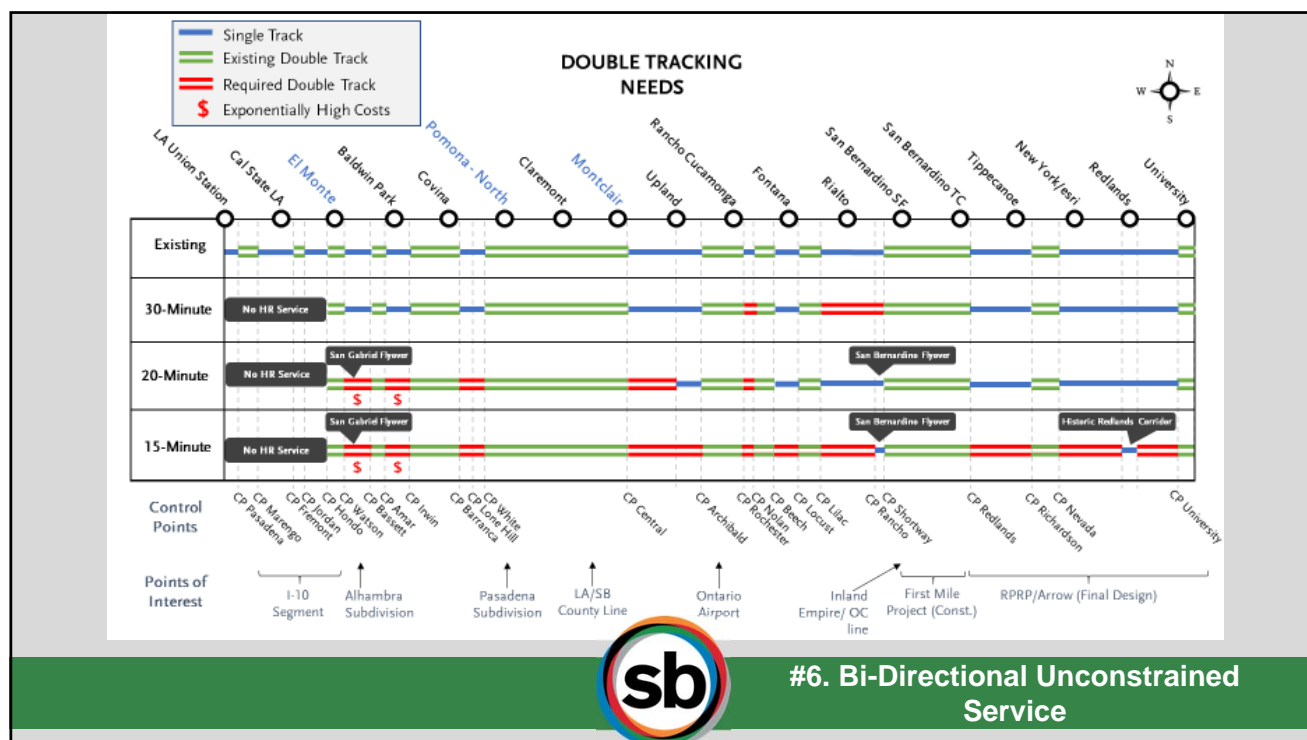 Single Track
Existing Double Track
Required Double Track
$ Exponentially High Costs
DOUBLE TRACKING
NEEDS
N
W E
S
LA Union Station
Cal State LA
El Monte
Baldwin Park
Covina
Pomona - North
Claremont
Montclair
Upland
Rancho Cucamonga
Fontana
Rialto
San Bernardino SF
San Bernardino TC
Tippecanoe
New York/esri
Redlands
University
Existing
30-Minute
No HR Service
20-Minute
No HR Service
San Gabriel Flyover
San Bernardino Flyover
$ $
15-Minute
No HR Service
San Gabriel Flyover
San Bernardino Flyover
Historic Redlands Corridor
$ $
Control
Points
CP Pasadena
CP Marengo
CP Fremont
CP Jordan
CP Hondo
CP Watson
CP Bassett
CP Amar
CP Irwin
CP Barranca
CP Lone Hill
CP White
CP Central
CP Archibald
CP Rochester
CP Nolan
CP Beech
CP Locust
CP Lilac
CP Rancho
CP Shortway
CP Redlands
CP Richardson
CP Nevada
CP University
Points of
Interest
I-10
Segment
Alhambra
Subdivision
Pasadena
Subdivision
LA/SB
County Line
Ontario
Airport
Inland
Empire/ OC
line
First Mile
Project (Const.)
RPRP/Arrow (Final Design)
sb
#6. Bi-Directional Unconstrained
Service